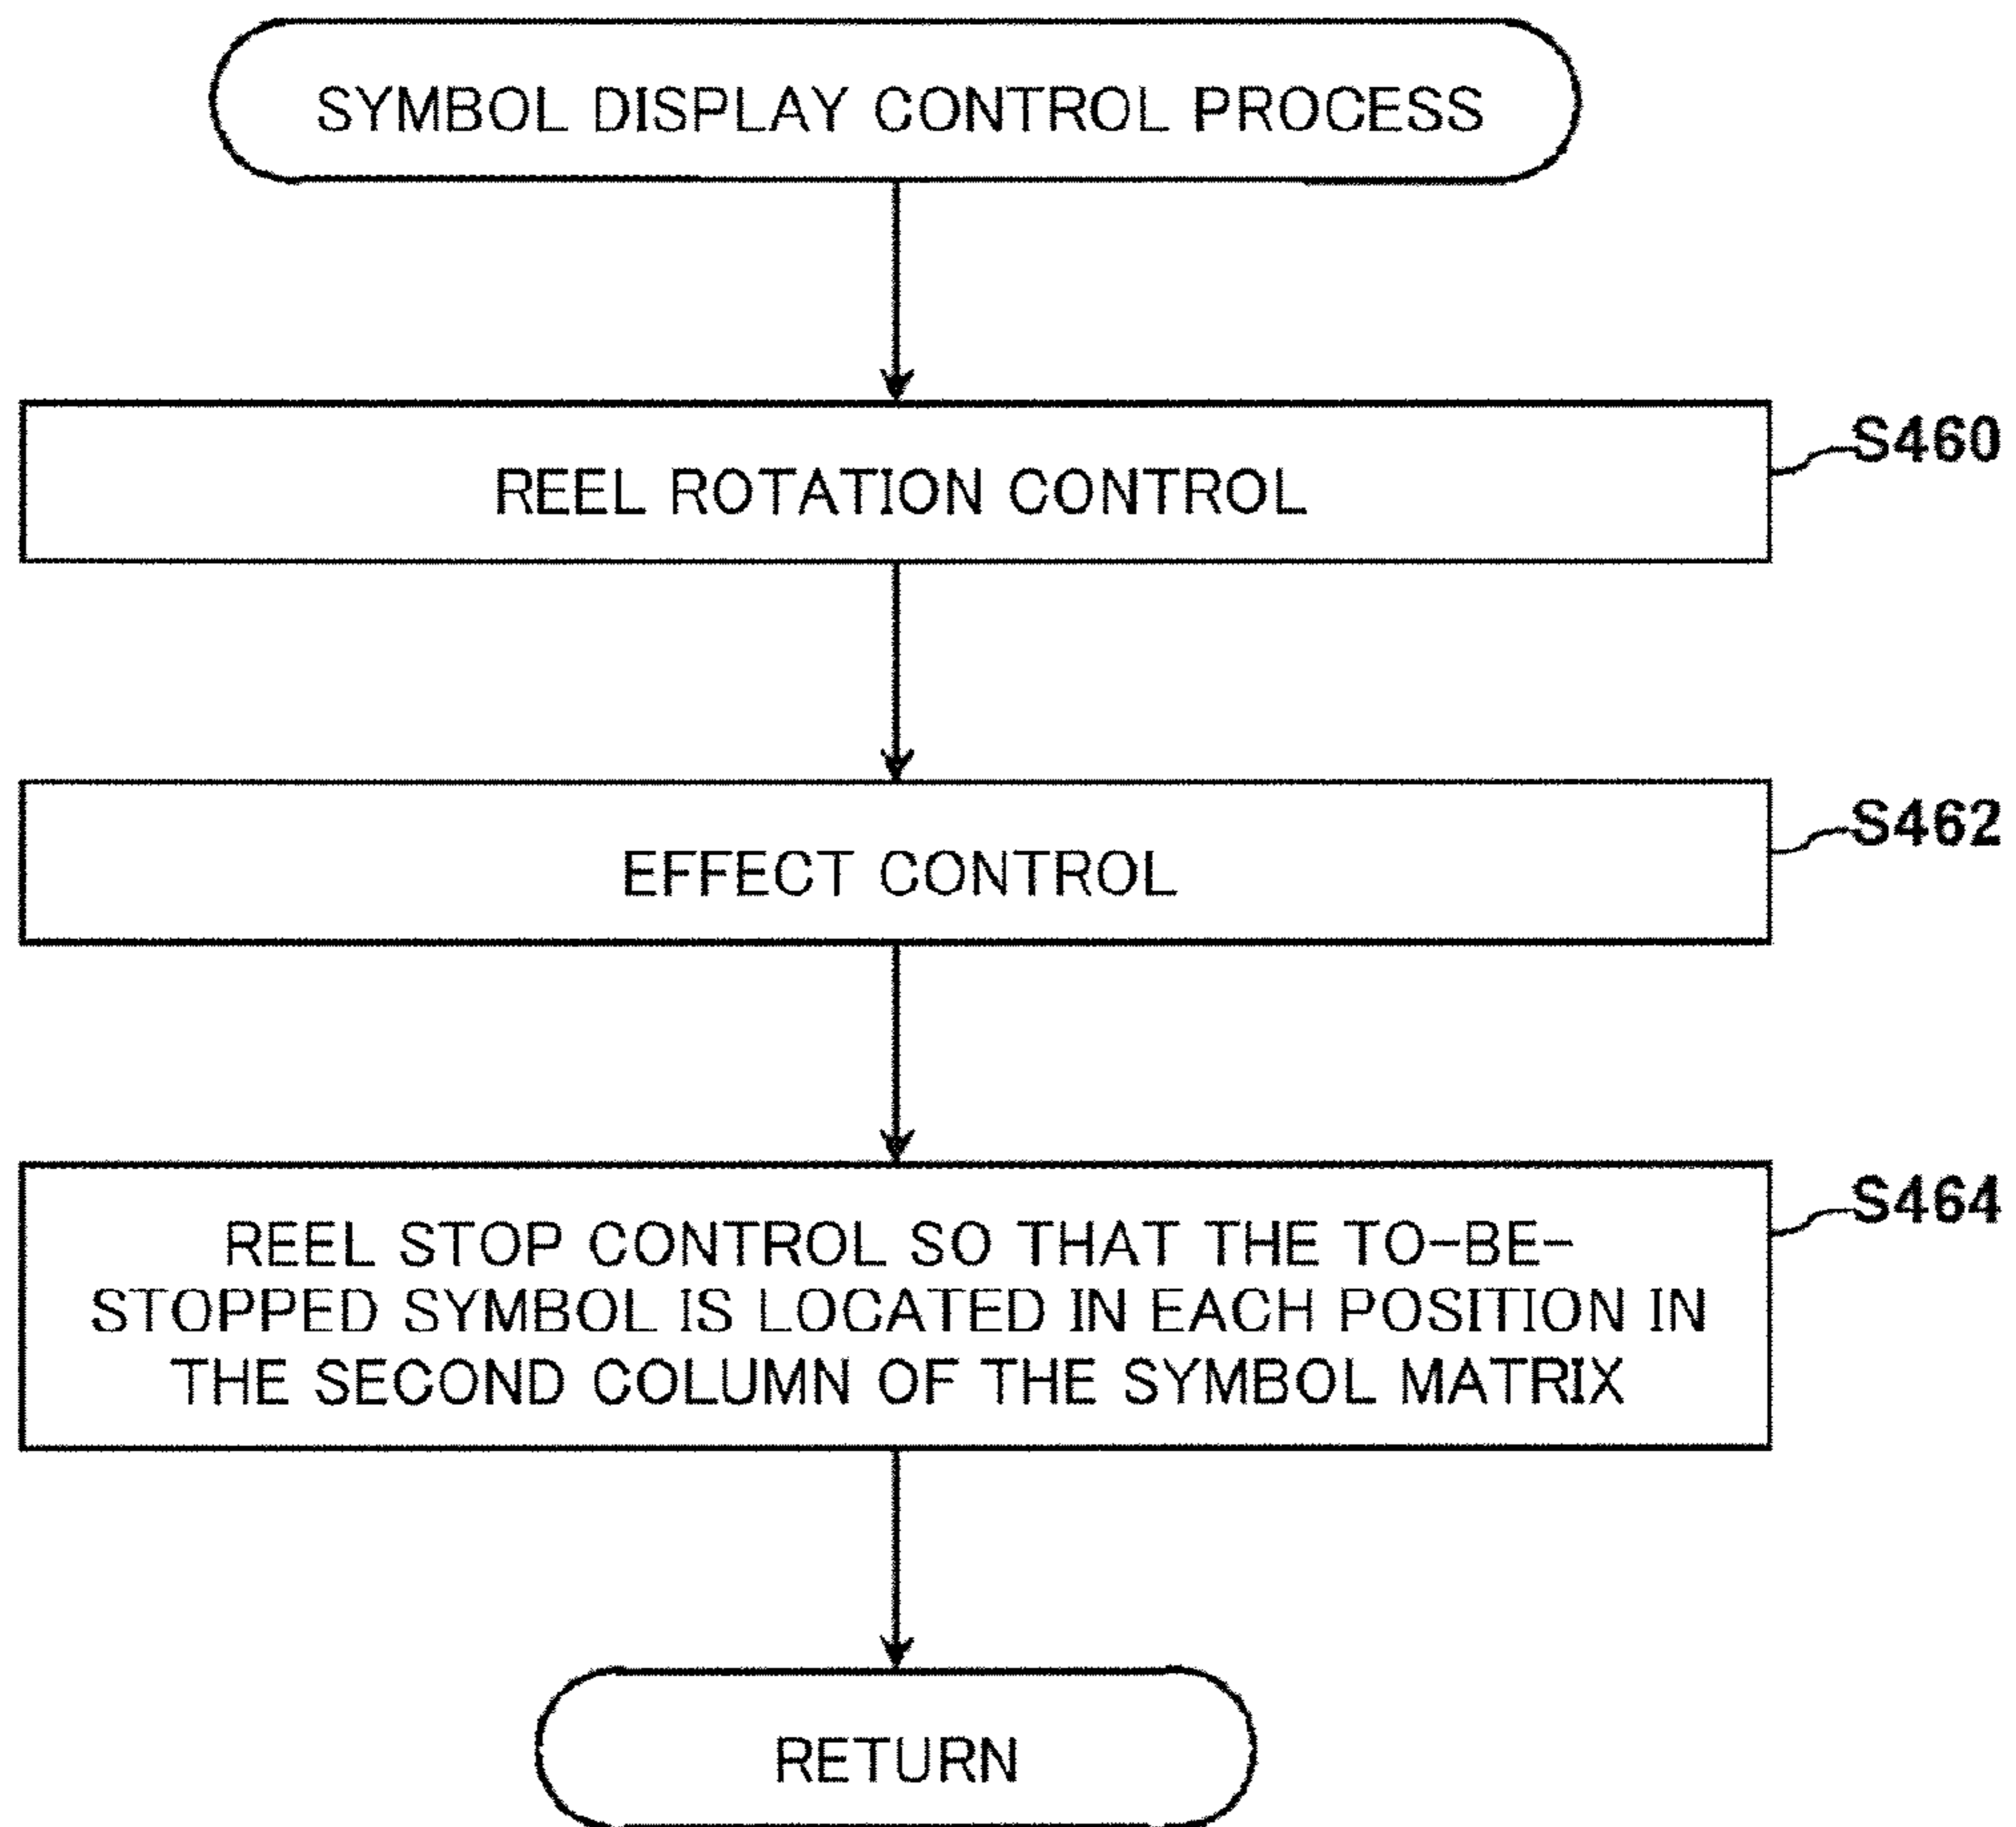 SYMBOL DISPLAY CONTROL PROCESS
REEL ROTATION CONTROL
S460
EFFECT CONTROL
S462
REEL STOP CONTROL SO THAT THE TO-BE-
STOPPED SYMBOL IS LOCATED IN EACH POSITION IN
THE SECOND COLUMN OF THE SYMBOL MATRIX
S464
RETURN